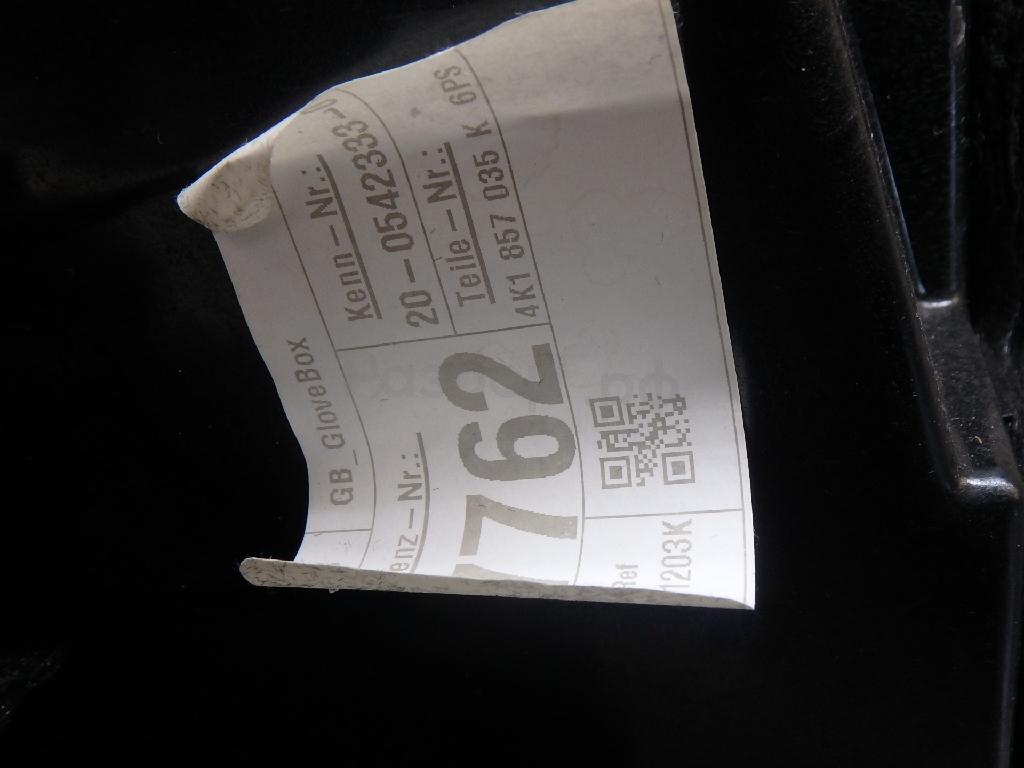 GB_GloveBox
Kenn-Nr.:
20-0542333
enz-Nr.:
Teile-Nr.:
4K1 857 035 K 6PS
762
Ref
1203K